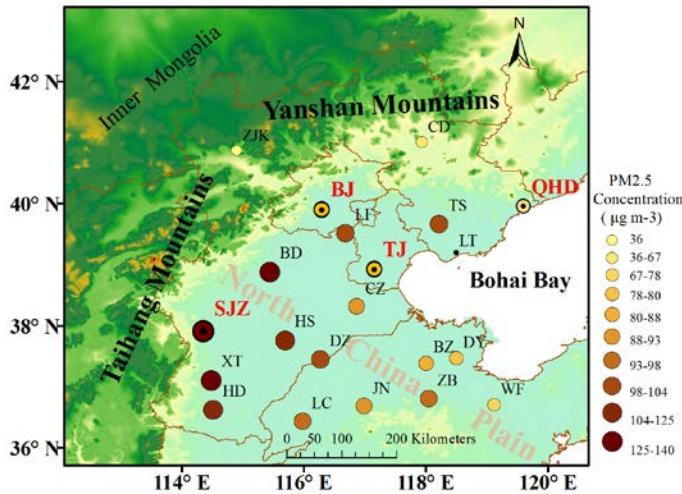 N
42° N
40° N
38° N
36° N
Inner Mongolia
Yanshan Mountains
Taihang Mountains
ZJK
CD
BJ
QHD
LF
TS
TJ
LT
BD
CZ
Bohai Bay
SJZ
North China Plain
HS
DZ
BZ
DY
XT
HD
LC
JN
ZB
WF
0 50 100 200 Kilometers
114° E
116° E
118° E
120° E
PM2.5
Concentration
( μg m-3)
36
36-67
67-78
78-80
80-88
88-93
93-98
98-104
104-125
125-140